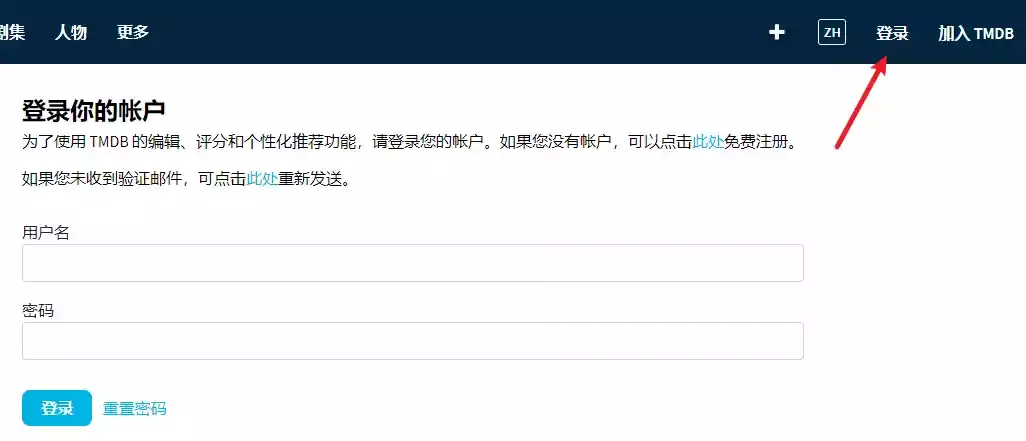 剧集 人物 更多 ZH 登录 加入 TMDB
登录你的帐户
为了使用 TMDB 的编辑、评分和个性化推荐功能，请登录您的帐户。如果您没有帐户，可以点击此处免费注册。
如果您未收到验证邮件，可点击此处重新发送。
用户名
密码
登录 重置密码